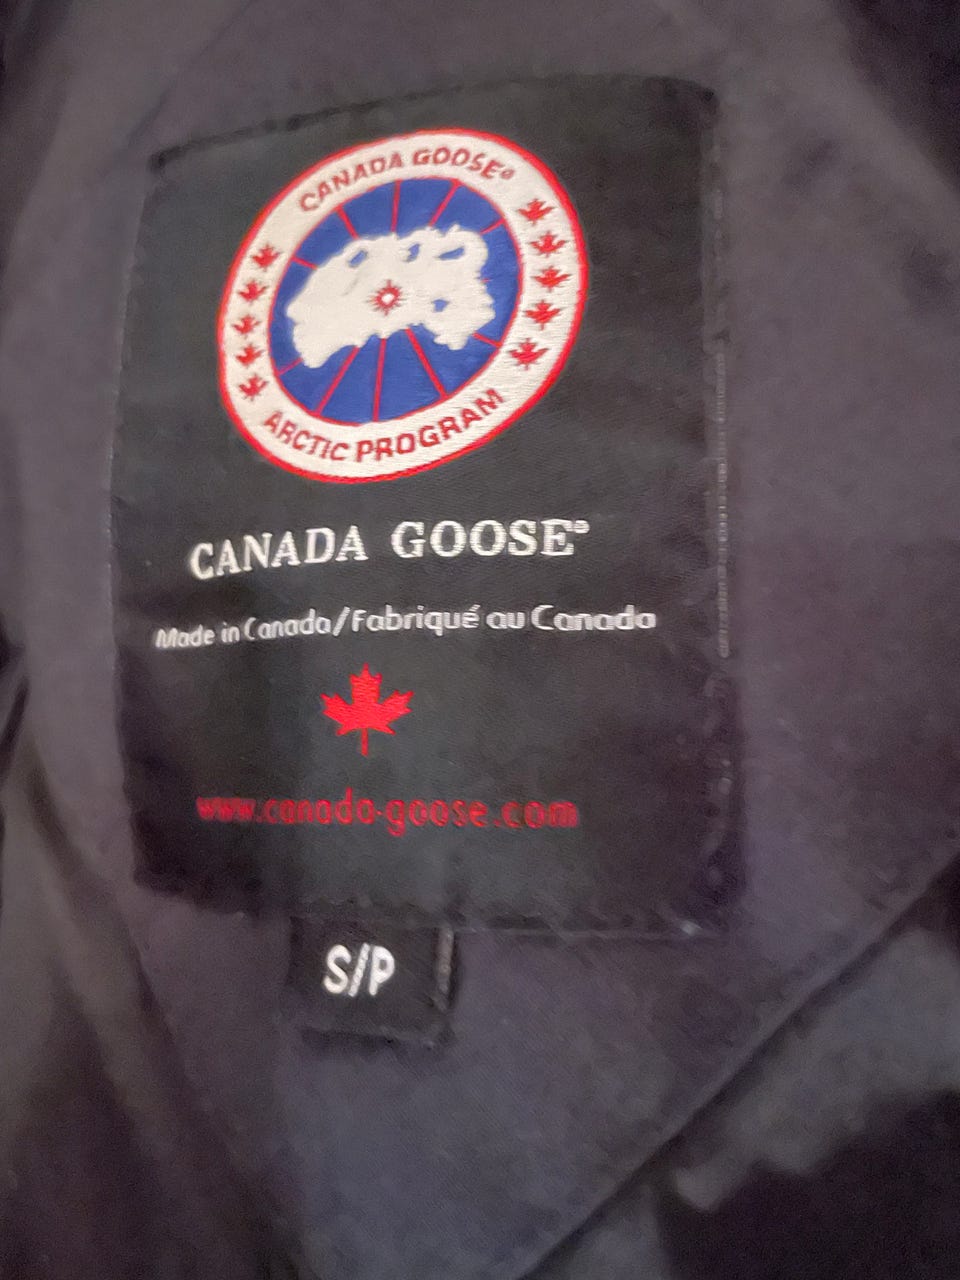 CANADA GOOSE®
ARCTIC PROGRAM
CANADA GOOSE®
Made in Canada/Fabriqué au Canada
www.canada-goose.com
S/P